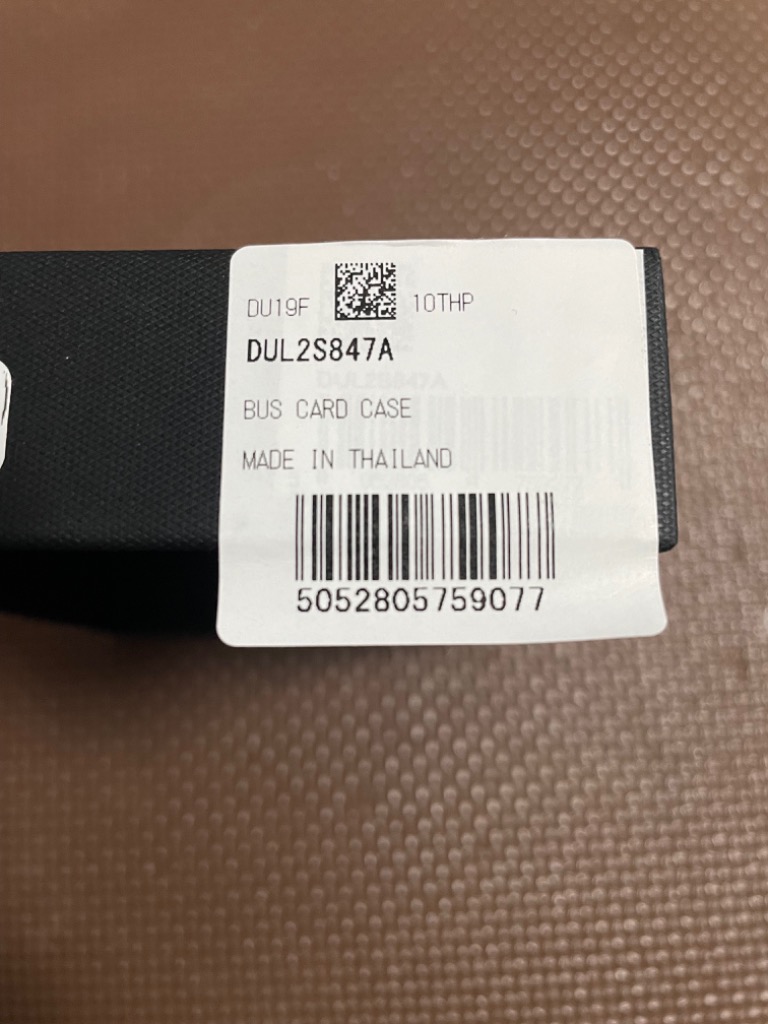 DU19F 10THP
DUL2S847A
BUS CARD CASE
MADE IN THAILAND
5052805759077